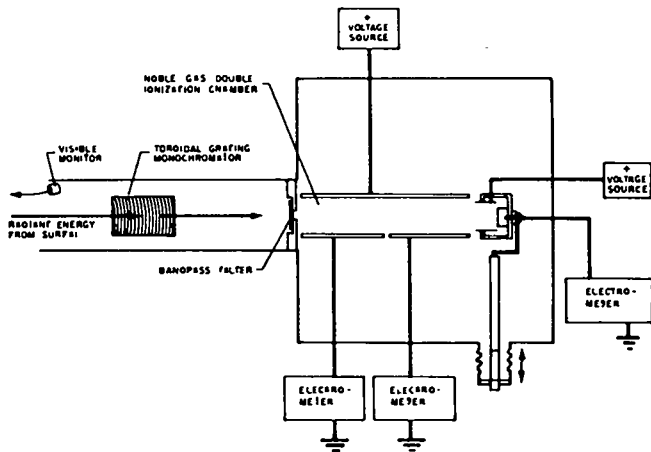 +
VOLTAGE
SOURCE
NOBLE GAS DOUBLE
IONIZATION CHAMBER
VISIBLE
MONITOR
TOROIDAL GRATING
MONOCHROMATOR
+
VOLTAGE
SOURCE
RADIANT ENERGY
FROM SURFAI
BANDPASS FILTER
ELECTRO-
METER
ELECTRO-
METER
ELECTRO-
METER